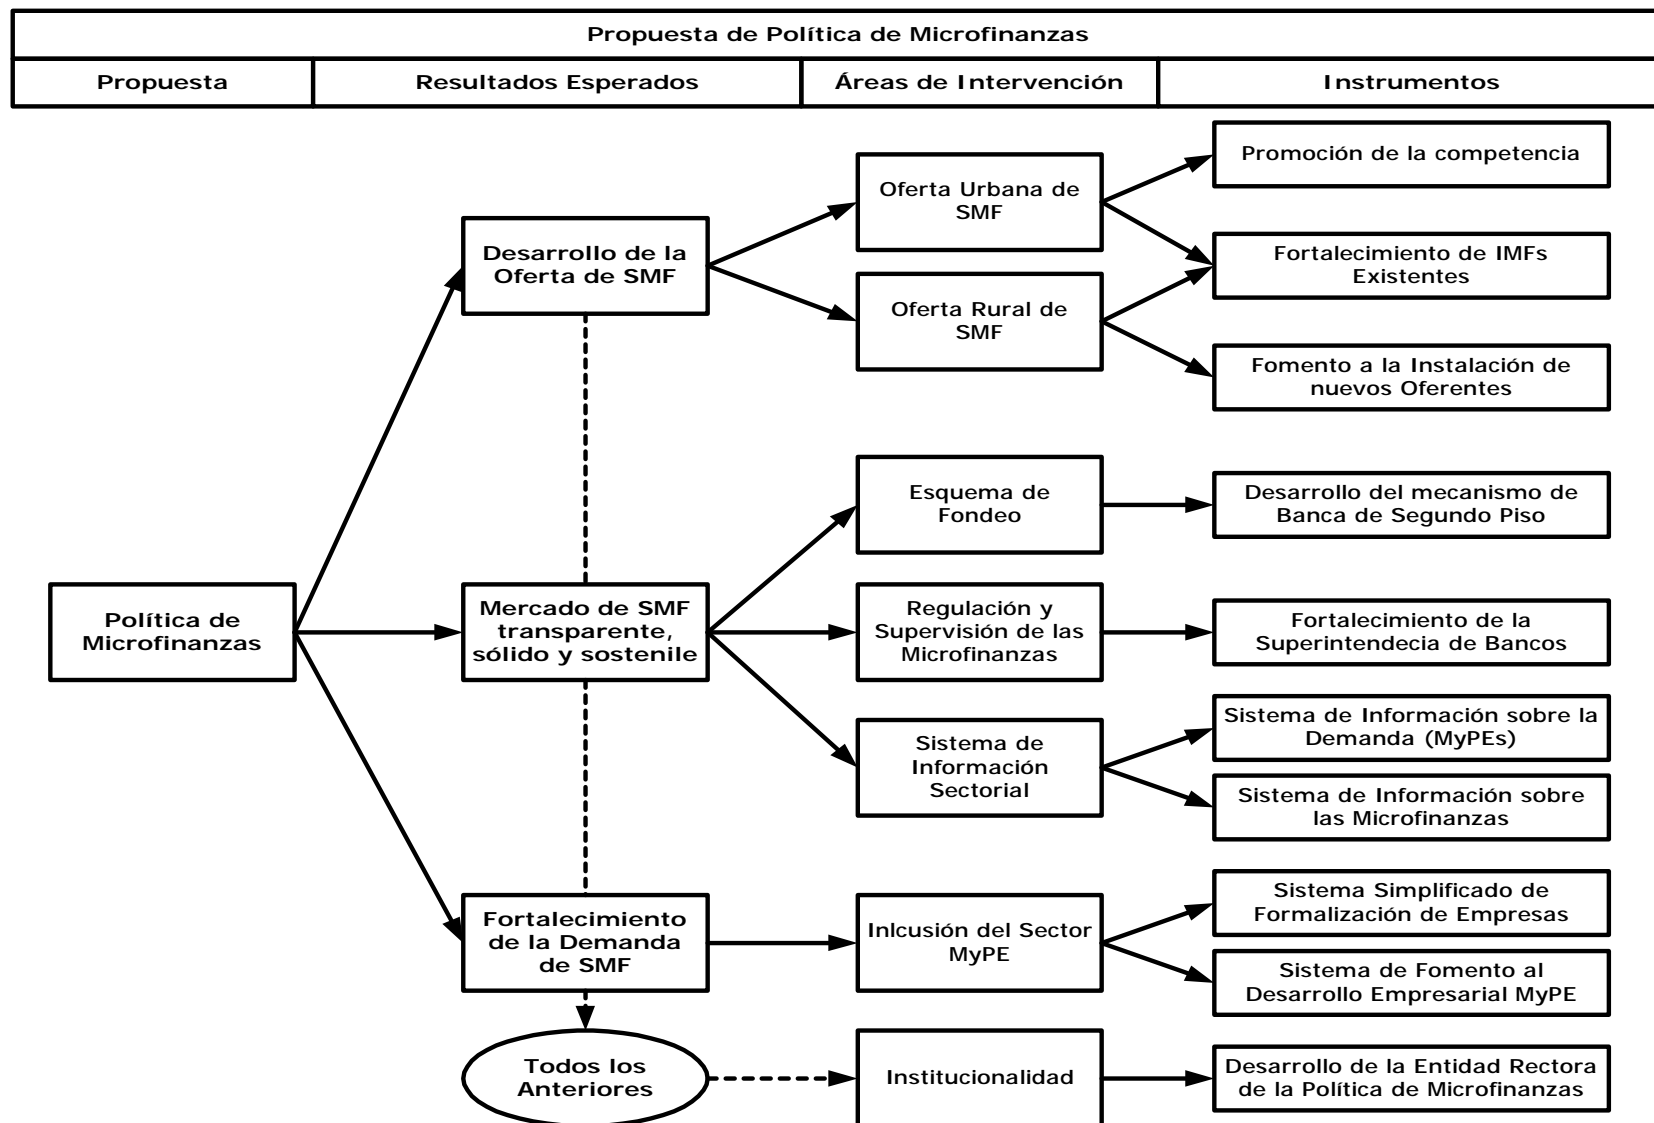 Propuesta de Política de Microfinanzas
Propuesta
Resultados Esperados
Áreas de Intervención
Instrumentos
Política de
Microfinanzas
Desarrollo de la
Oferta de SMF
Mercado de SMF
transparente,
sólido y sostenile
Fortalecimiento
de la Demanda
de SMF
Todos los
Anteriores
Oferta Urbana de
SMF
Oferta Rural de
SMF
Esquema de
Fondeo
Regulación y
Supervisión de las
Microfinanzas
Sistema de
Información
Sectorial
Inlcusión del Sector
MyPE
Institucionalidad
Promoción de la competencia
Fortalecimiento de IMFs
Existentes
Fomento a la Instalación de
nuevos Oferentes
Desarrollo del mecanismo de
Banca de Segundo Piso
Fortalecimiento de la
Superintendecia de Bancos
Sistema de Información sobre la
Demanda (MyPEs)
Sistema de Información sobre
las Microfinanzas
Sistema Simplificado de
Formalización de Empresas
Sistema de Fomento al
Desarrollo Empresarial MyPE
Desarrollo de la Entidad Rectora
de la Política de Microfinanzas